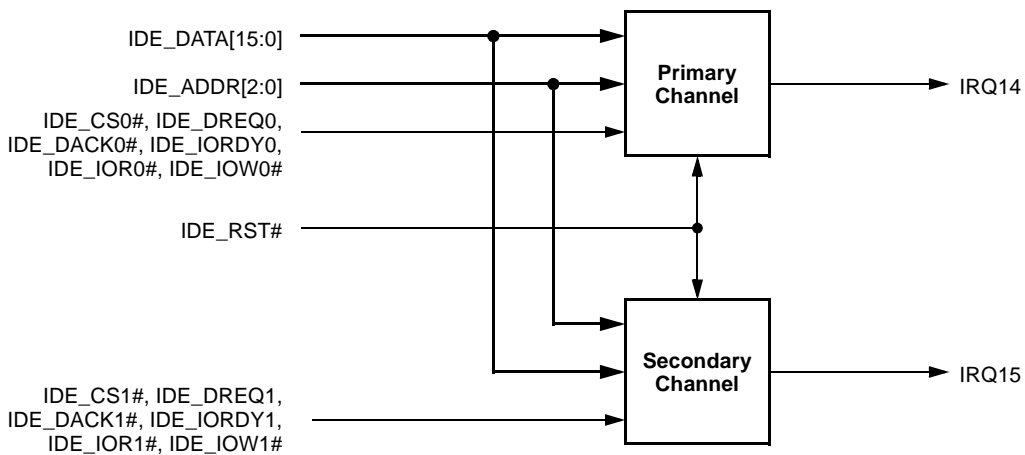 IDE_DATA[15:0]
IDE_ADDR[2:0]
IDE_CS0#, IDE_DREQ0,
IDE_DACK0#, IDE_IORDY0,
IDE_IOR0#, IDE_IOW0#
Primary
Channel
IRQ14
IDE_RST#
Secondary
Channel
IRQ15
IDE_CS1#, IDE_DREQ1,
IDE_DACK1#, IDE_IORDY1,
IDE_IOR1#, IDE_IOW1#